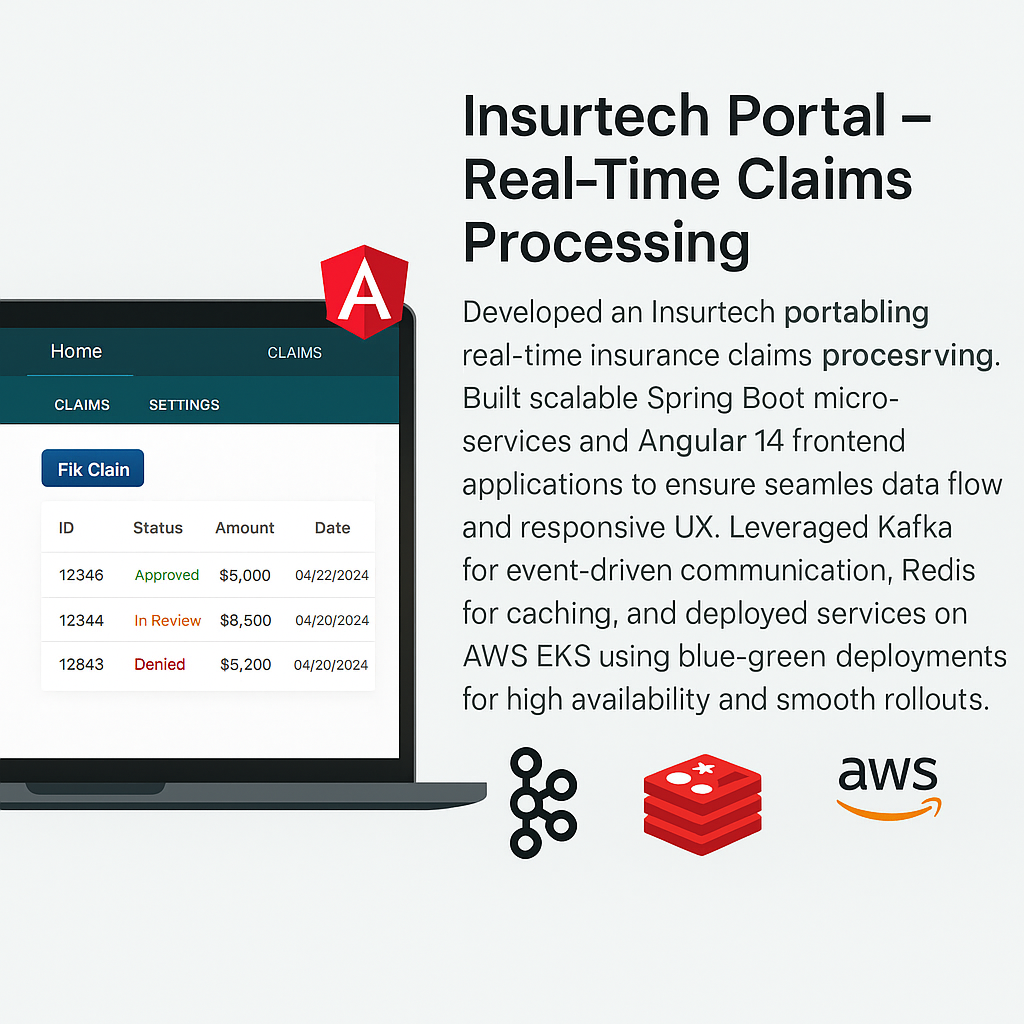 Insurtech Portal –
Real-Time Claims
Processing
Developed an Insurtech portabling
real-time insurance claims procesrving.
Built scalable Spring Boot micro-
services and Angular 14 frontend
applications to ensure seamles data flow
and responsive UX. Leveraged Kafka
for event-driven communication, Redis
for caching, and deployed services on
AWS EKS using blue-green deployments
for high availability and smooth rollouts.
A
Home CLAIMS
CLAIMS SETTINGS
Fik Clain
ID Status Amount Date
12346 Approved $5,000 04/22/2024
12344 In Review $8,500 04/20/2024
12843 Denied $5,200 04/20/2024
aws